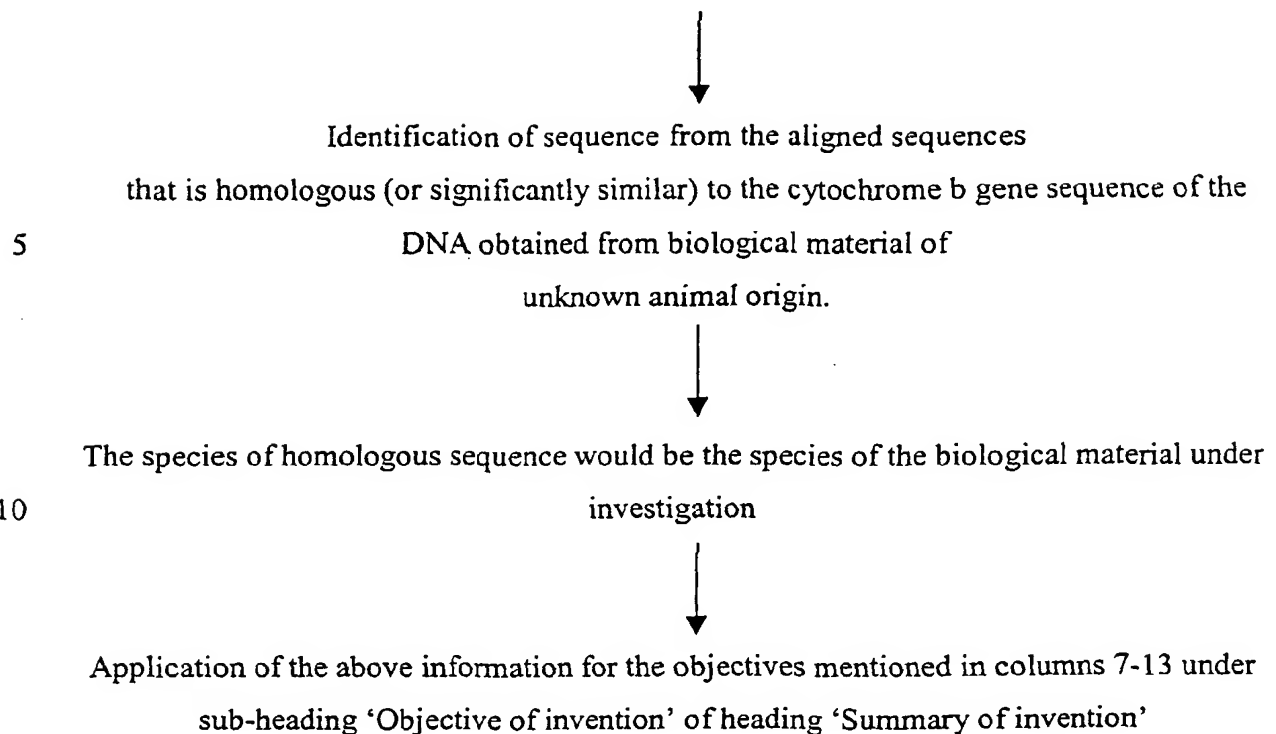 Identification of sequence from the aligned sequences
that is homologous (or significantly similar) to the cytochrome b gene sequence of the
5 DNA obtained from biological material of
unknown animal origin.
The species of homologous sequence would be the species of the biological material under
10 investigation
Application of the above information for the objectives mentioned in columns 7-13 under
sub-heading ‘Objective of invention’ of heading ‘Summary of invention’